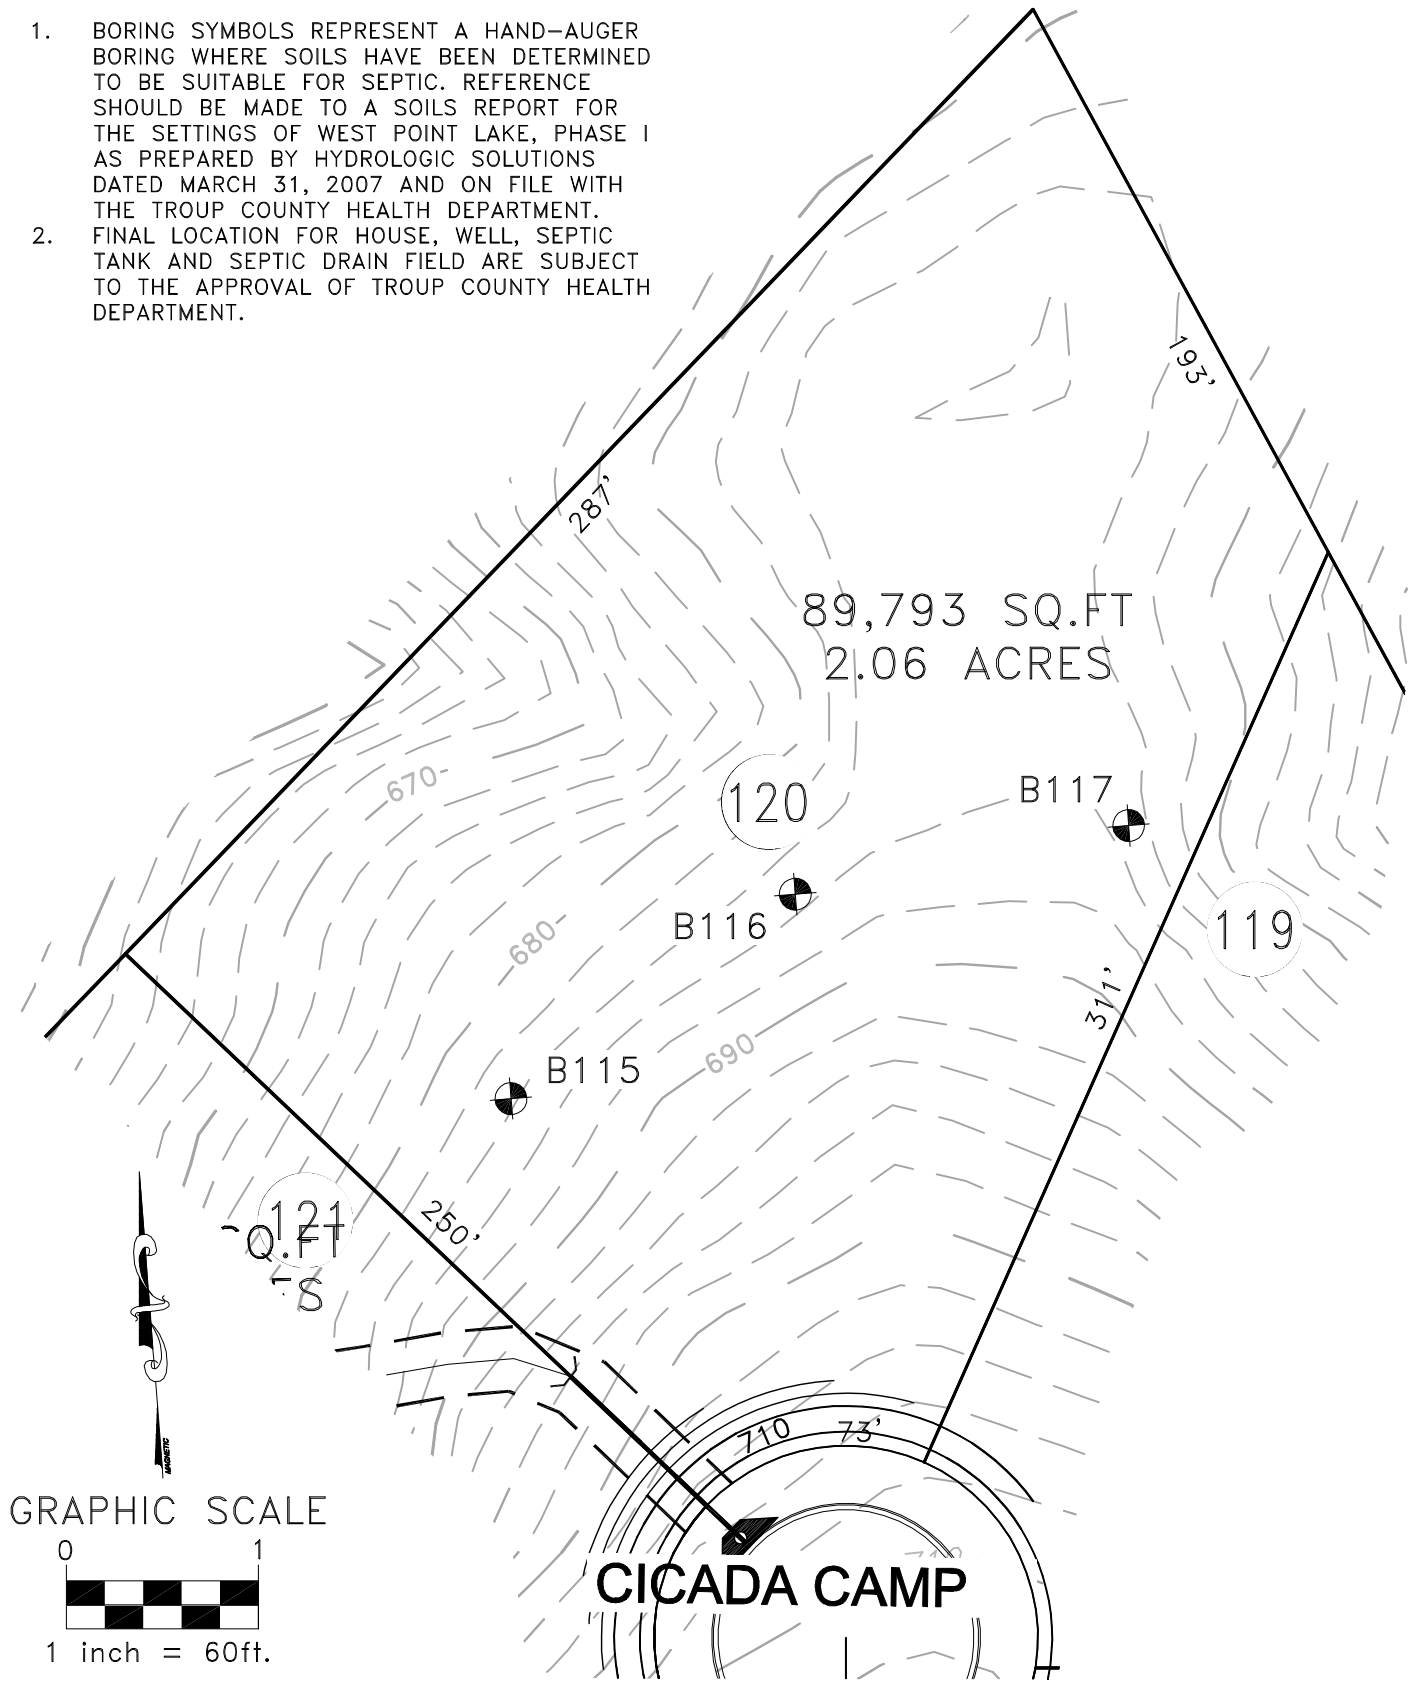 1. BORING SYMBOLS REPRESENT A HAND-AUGER
BORING WHERE SOILS HAVE BEEN DETERMINED
TO BE SUITABLE FOR SEPTIC. REFERENCE
SHOULD BE MADE TO A SOILS REPORT FOR
THE SETTINGS OF WEST POINT LAKE, PHASE I
AS PREPARED BY HYDROLOGIC SOLUTIONS
DATED MARCH 31, 2007 AND ON FILE WITH
THE TROUP COUNTY HEALTH DEPARTMENT.
2. FINAL LOCATION FOR HOUSE, WELL, SEPTIC
TANK AND SEPTIC DRAIN FIELD ARE SUBJECT
TO THE APPROVAL OF TROUP COUNTY HEALTH
DEPARTMENT.
193'
287'
89,793 SQ.FT
2.06 ACRES
670
120
B117
B116
119
680
311'
690
B115
121
Q.FT
S
250'
710
73'
MAGNETIC
GRAPHIC SCALE
0 1
1 inch = 60ft.
CICADA CAMP